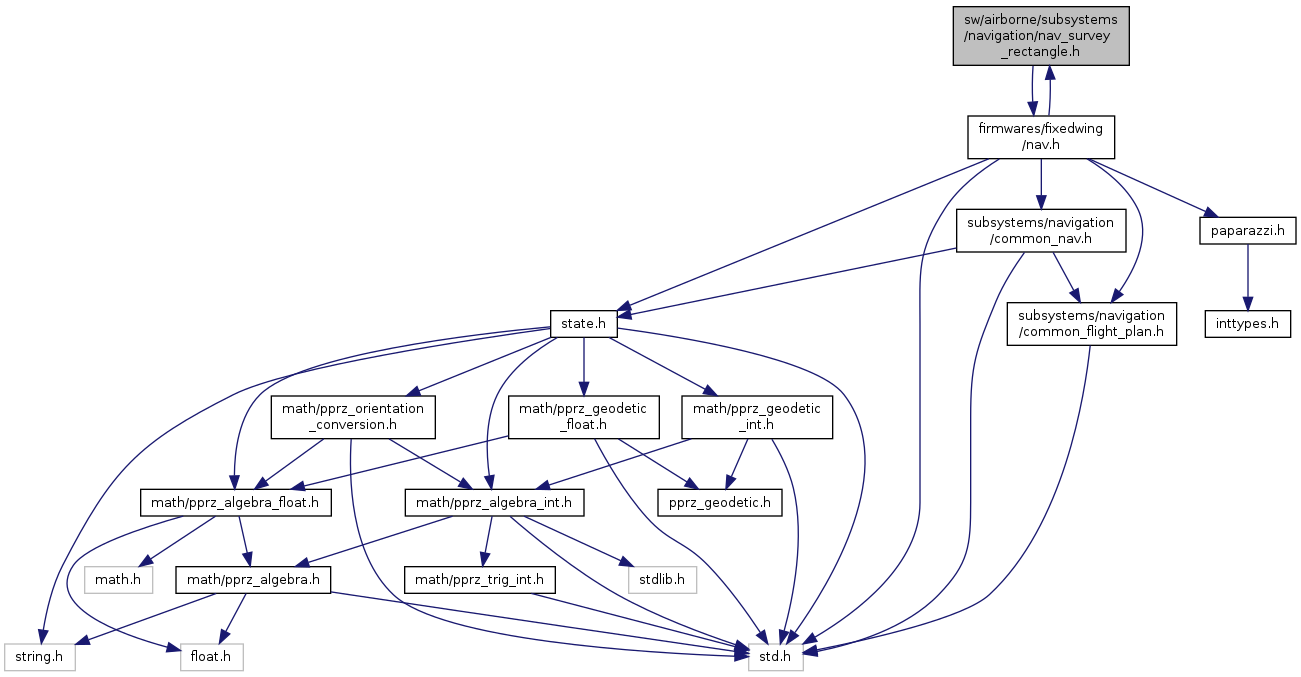 sw/airborne/subsystems
/navigation/nav_survey
_rectangle.h
firmwares/fixedwing
/nav.h
subsystems/navigation
/common_nav.h
paparazzi.h
state.h
subsystems/navigation
/common_flight_plan.h
inttypes.h
math/pprz_orientation
_conversion.h
math/pprz_geodetic
_float.h
math/pprz_geodetic
_int.h
math/pprz_algebra_float.h
math/pprz_algebra_int.h
pprz_geodetic.h
math.h
math/pprz_algebra.h
math/pprz_trig_int.h
stdlib.h
string.h
float.h
std.h